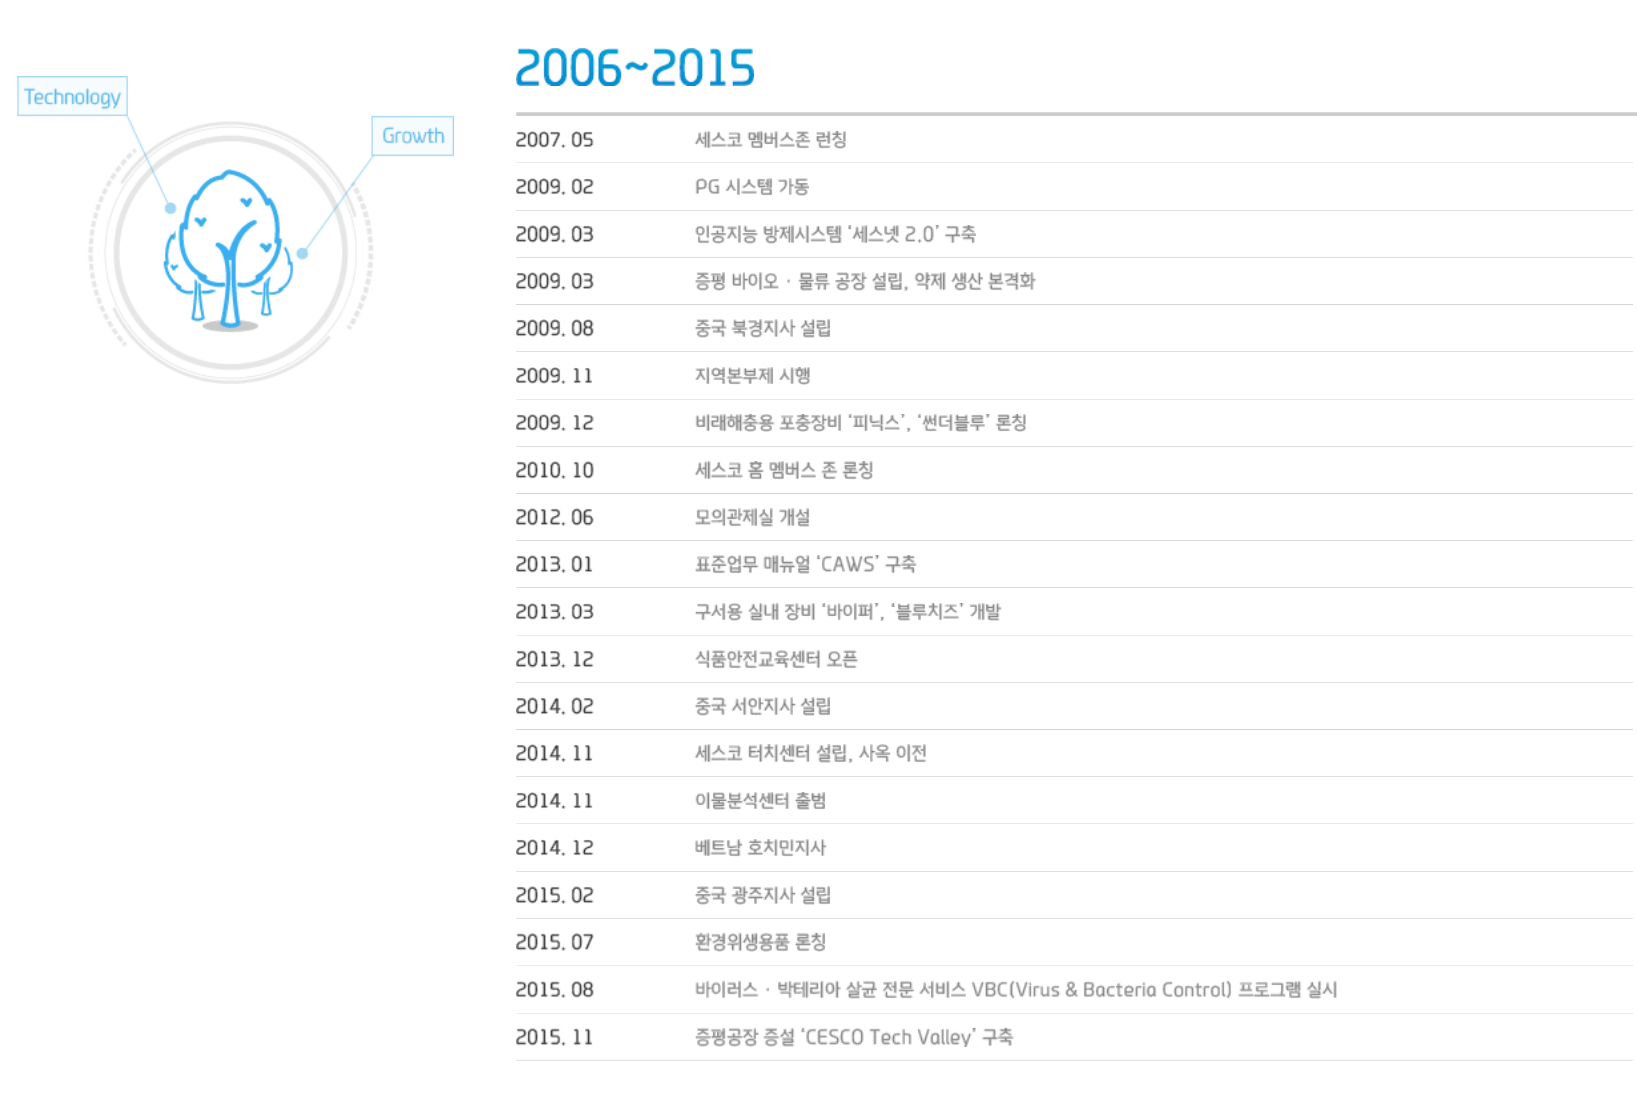 Technology
Growth
2006~2015
2007. 05 세스코 멤버스존 런칭
2009. 02 PG 시스템 가동
2009. 03 인공지능 방제시스템 ‘세스넷 2.0’ 구축
2009. 03 증평 바이오 · 물류 공장 설립, 약제 생산 본격화
2009. 08 중국 북경지사 설립
2009. 11 지역본부제 시행
2009. 12 비래해충용 포충장비 ‘피닉스’, ‘썬더블루’ 론칭
2010. 10 세스코 홈 멤버스 존 론칭
2012. 06 모의관제실 개설
2013. 01 표준업무 매뉴얼 ‘CAWS’ 구축
2013. 03 구서용 실내 장비 ‘바이퍼’, ‘블루치즈’ 개발
2013. 12 식품안전교육센터 오픈
2014. 02 중국 서안지사 설립
2014. 11 세스코 터치센터 설립, 사옥 이전
2014. 11 이물분석센터 출범
2014. 12 베트남 호치민지사
2015. 02 중국 광주지사 설립
2015. 07 환경위생용품 론칭
2015. 08 바이러스 · 박테리아 살균 전문 서비스 VBC(Virus & Bacteria Control) 프로그램 실시
2015. 11 증평공장 증설 ‘CESCO Tech Valley’ 구축